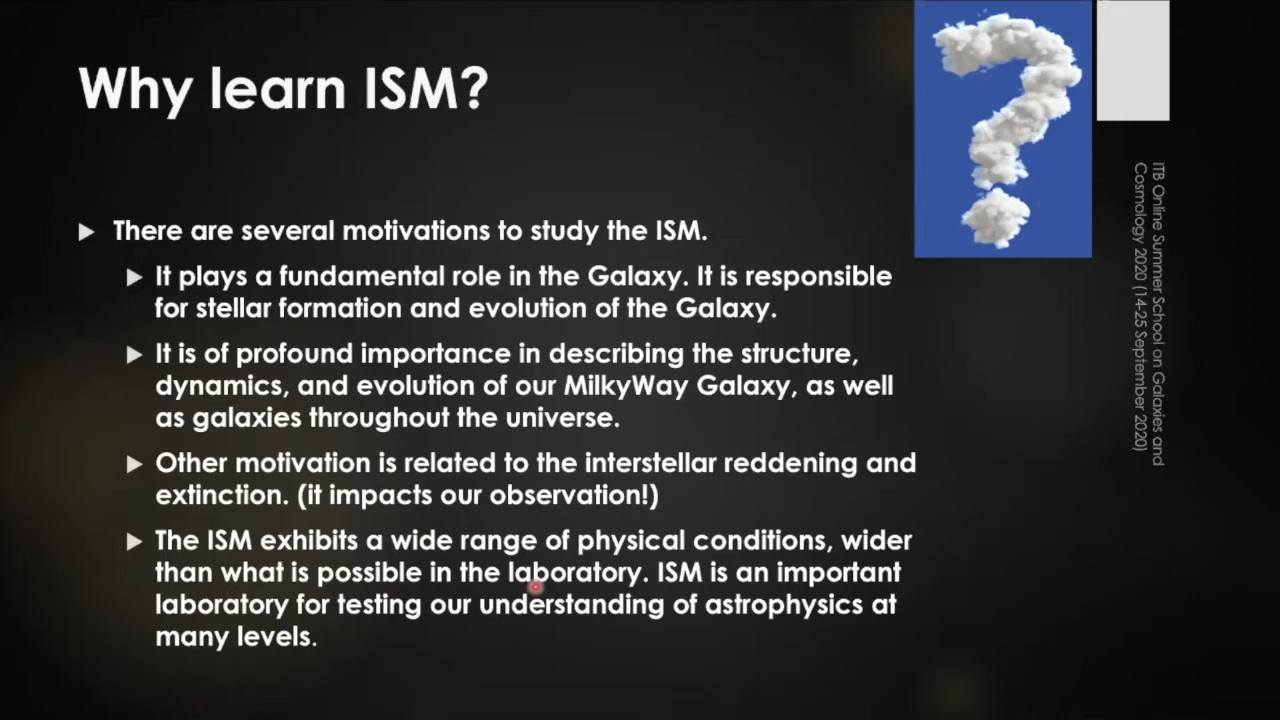 Why learn ISM?
There are several motivations to study the ISM.
It plays a fundamental role in the Galaxy. It is responsible
for stellar formation and evolution of the Galaxy.
It is of profound importance in describing the structure,
dynamics, and evolution of our MilkyWay Galaxy, as well
as galaxies throughout the universe.
Other motivation is related to the interstellar reddening and
extinction. (it impacts our observation!)
The ISM exhibits a wide range of physical conditions, wider
than what is possible in the laboratory. ISM is an important
laboratory for testing our understanding of astrophysics at
many levels.
ITB Online Summer School on Galaxies and
Cosmology 2020 (14-25 September 2020)